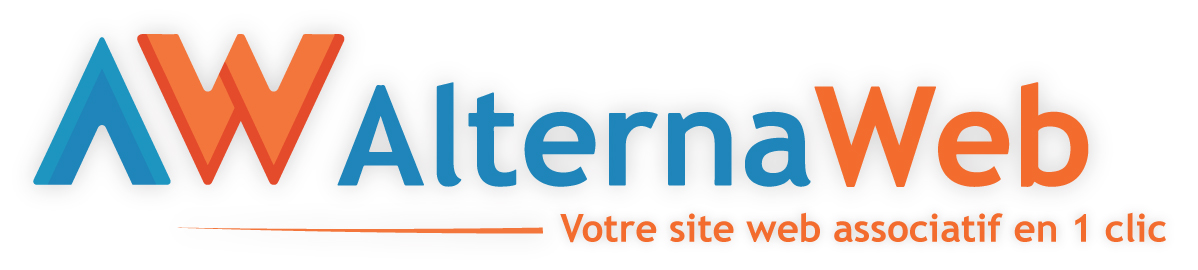 AW AlternaWeb
Votre site web associatif en 1 clic